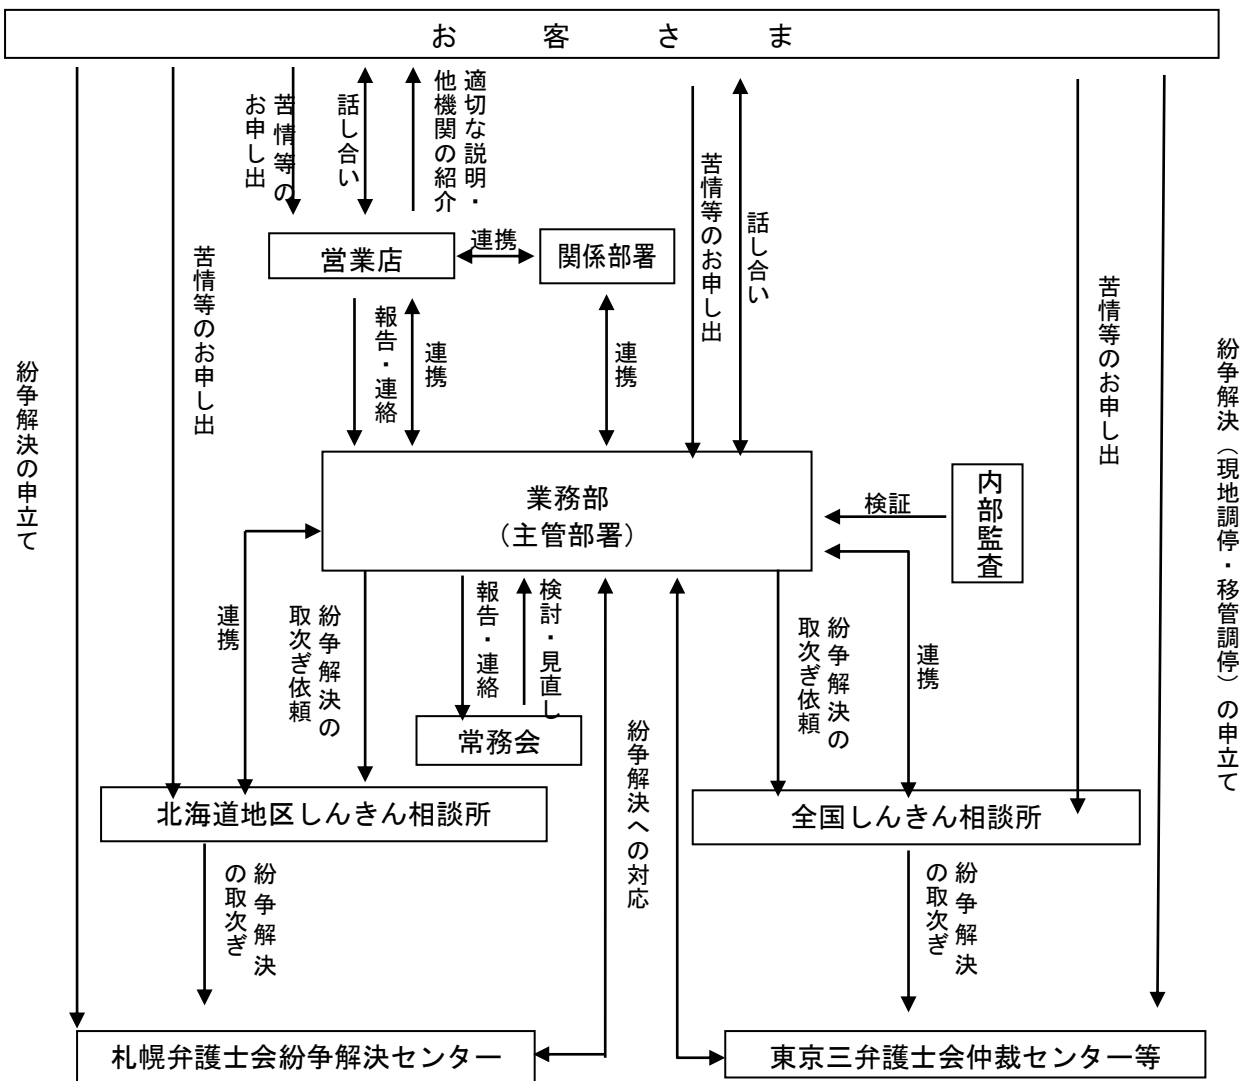 お客さま
苦情等の
お申し出
話し合い
適切な説明・
他機関の紹介
苦情等のお申し出
話し合い
営業店
連携
関係部署
苦情等のお申し出
報告・連絡
連携
連携
苦情等のお申し出
紛争解決の申立て
紛争解決（現地調停・移管調停）の申立て
業務部
（主管部署）
検証
内部監査
連携
紛争解決の
取次ぎ依頼
報告・連絡
検討・見直し
紛争解決の
取次ぎ依頼
連携
常務会
紛争解決への対応
北海道地区しんきん相談所
全国しんきん相談所
紛争解決
の取次ぎ
紛争解決
の取次ぎ
札幌弁護士会紛争解決センター
東京三弁護士会仲裁センター等